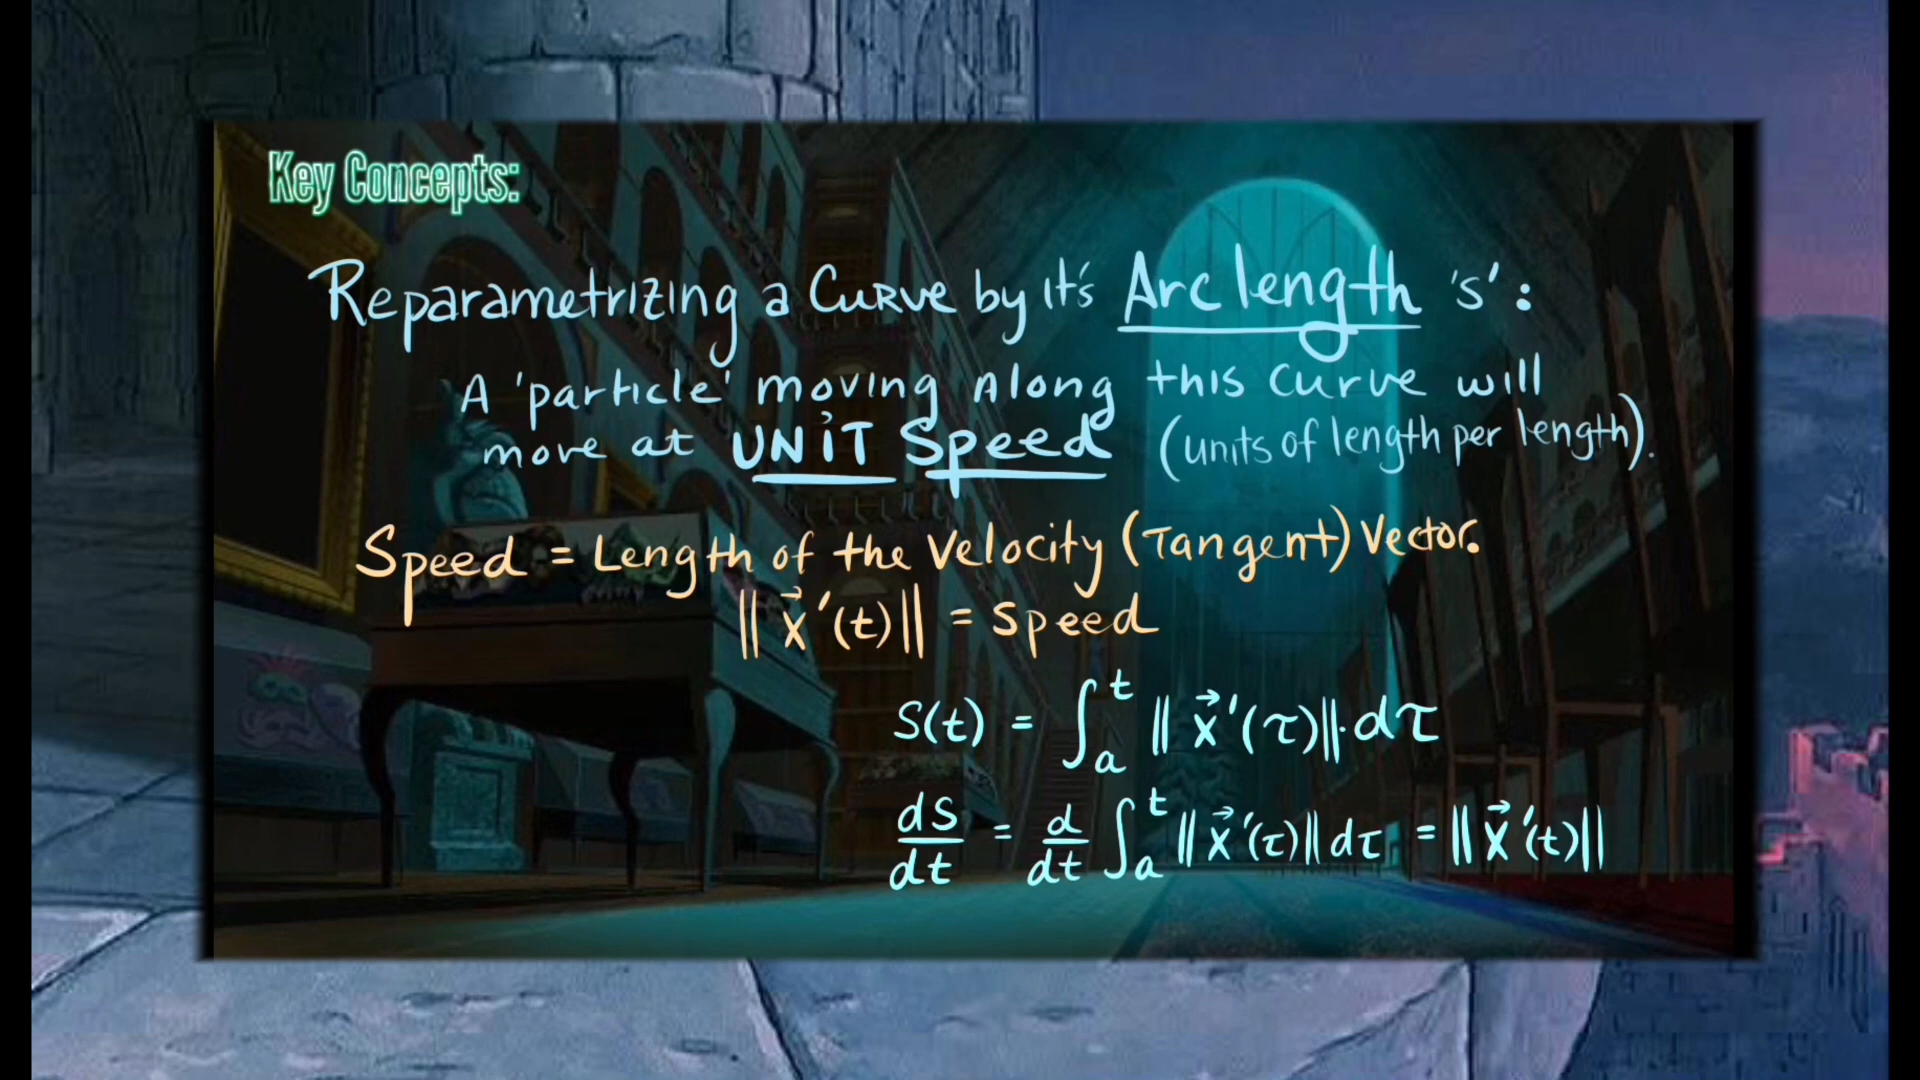 Key Concepts:
Reparametrizing a Curve by it's Arc length 's':
A 'particle' moving Along this curve will
move at UNiT Speed (units of length per length).
Speed = Length of the Velocity (Tangent) Vector.
‖x⃗'(t)‖ = Speed
S(t) = ∫ₐᵗ ‖x⃗'(τ)‖·dτ
dS/dt = d/dt ∫ₐᵗ ‖x⃗'(τ)‖ dτ = ‖x⃗'(t)‖